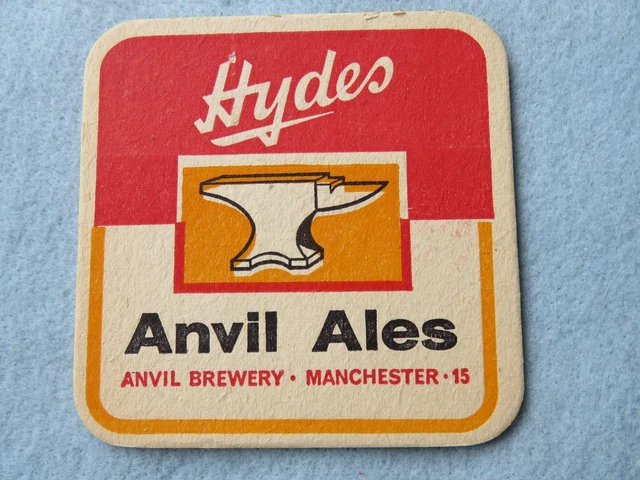 Hydes
Anvil Ales
ANVIL BREWERY • MANCHESTER • 15